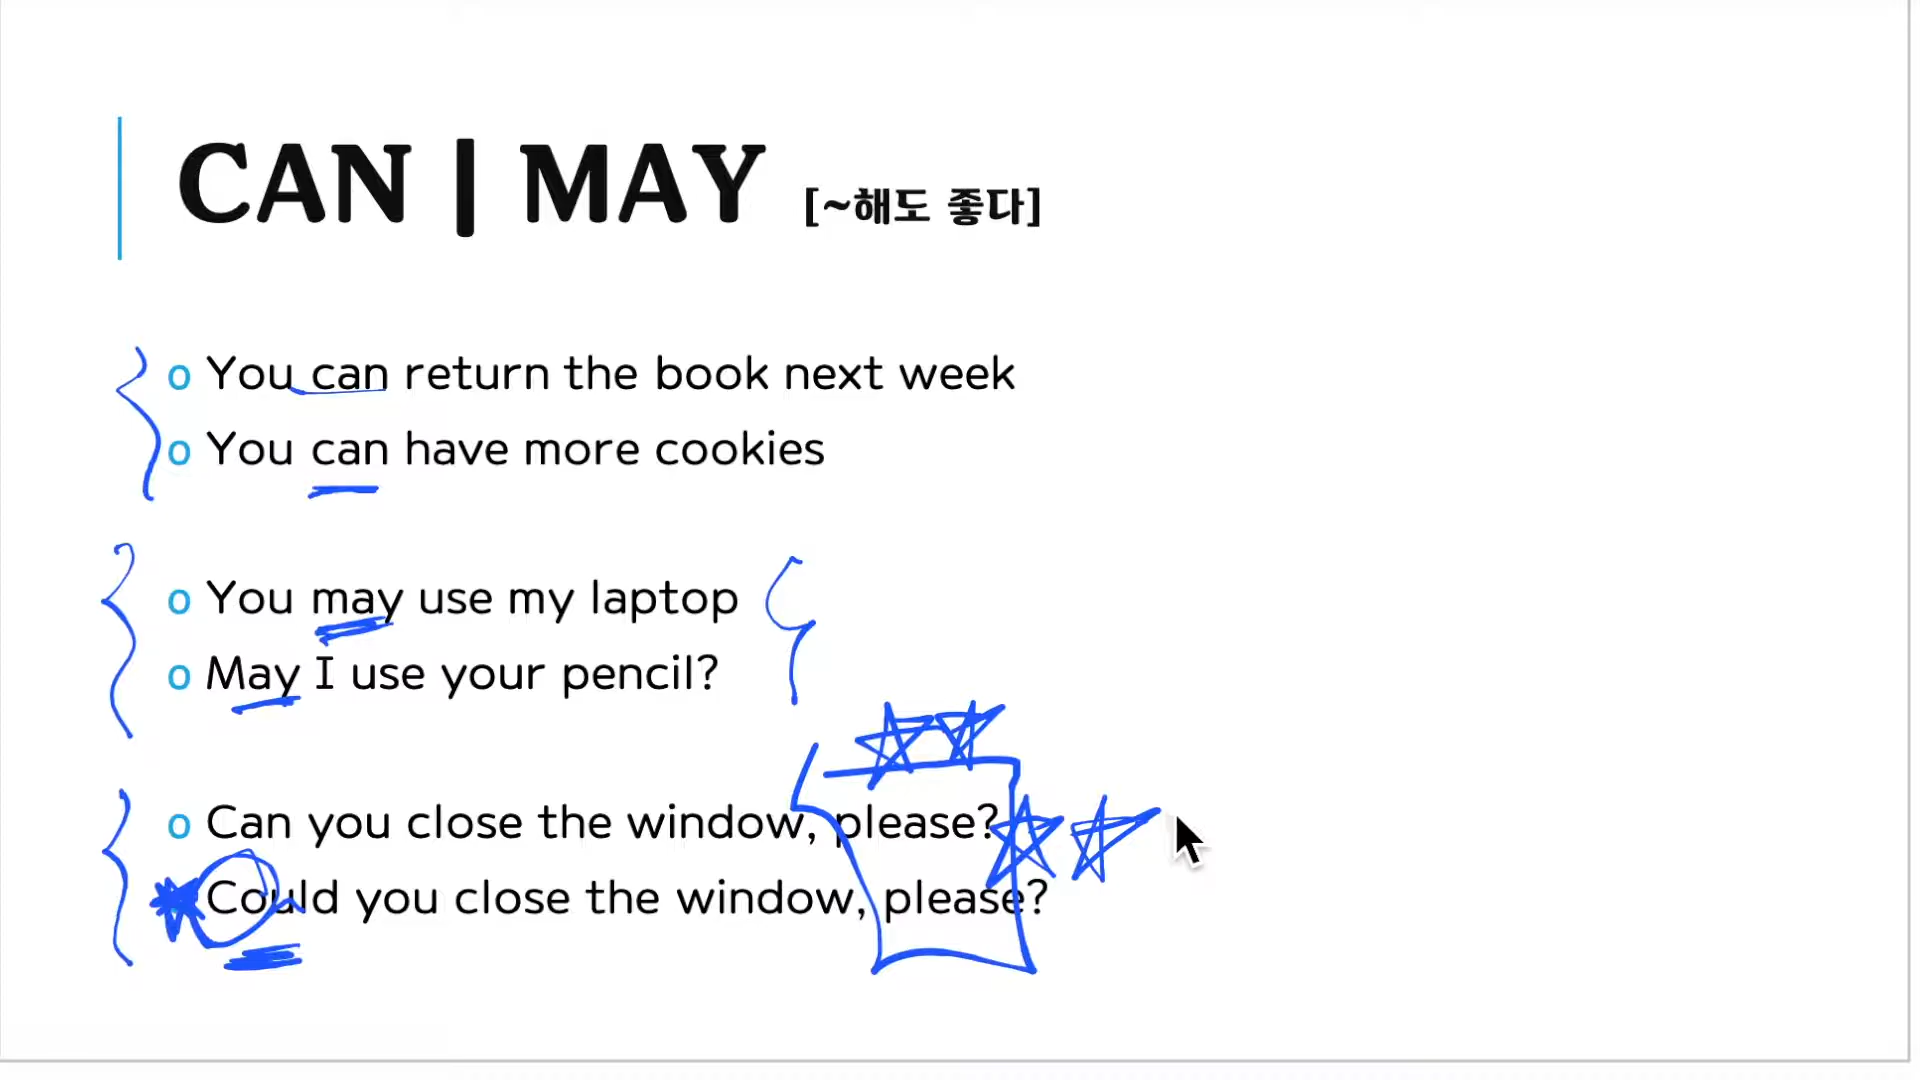 CAN | MAY [~해도 좋다]
o You can return the book next week
o You can have more cookies
o You may use my laptop
o May I use your pencil?
o Can you close the window, please?
Could you close the window, please?